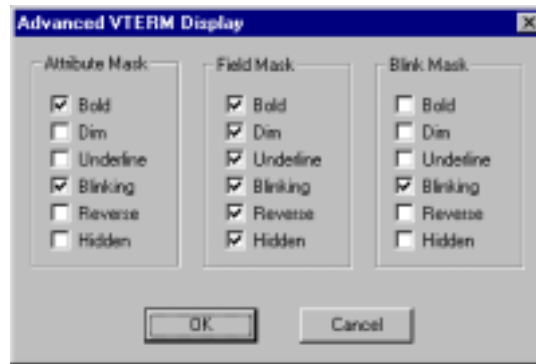 Advanced VTERM Display
Attribute Mask
Bold
Dim
Underline
Blinking
Reverse
Hidden
Field Mask
Bold
Dim
Underline
Blinking
Reverse
Hidden
Blink Mask
Bold
Dim
Underline
Blinking
Reverse
Hidden
OK
Cancel